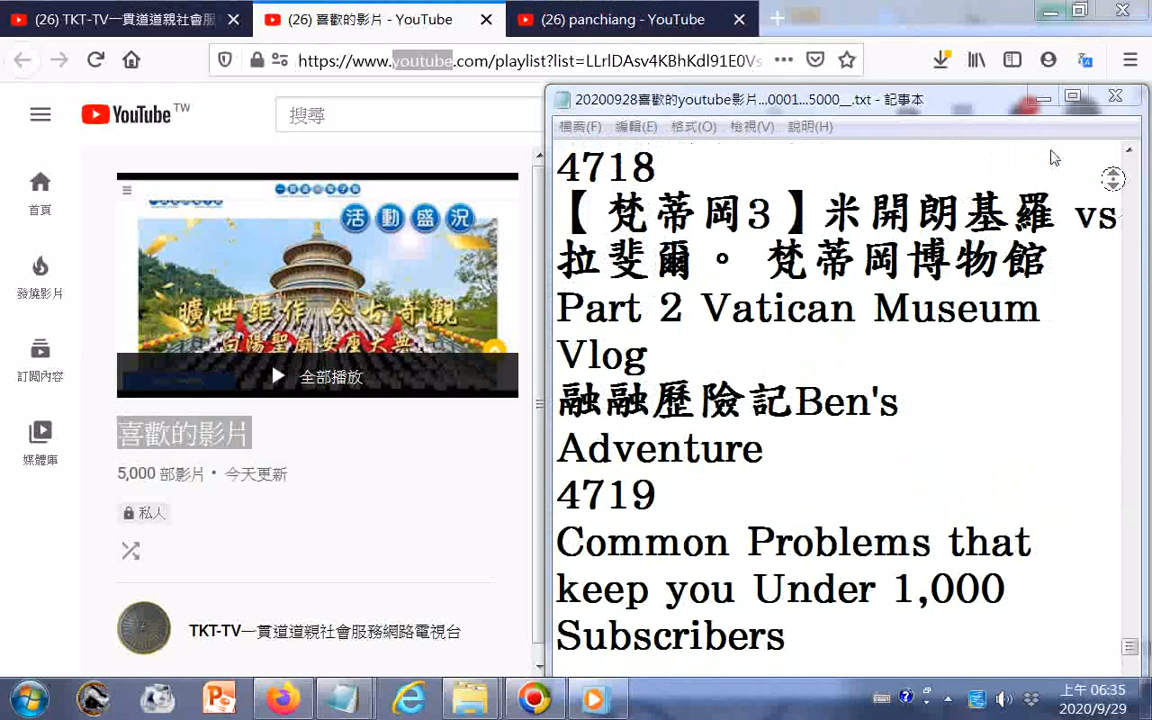 (26) TKT-TV一貫道道親社會服
(26) 喜歡的影片 - YouTube
(26) panchiang - YouTube
https://www.youtube.com/playlist?list=LLrlDAsv4KBhKdl91E0Vs
YouTube TW
搜尋
首頁
發燒影片
訂閱內容
媒體庫
活動盛況
曠世鉅作 今古奇觀
白陽聖廟安座大典
全部播放
喜歡的影片
5,000 部影片 • 今天更新
私人
TKT-TV一貫道道親社會服務網路電視台
20200928喜歡的youtube影片...0001...5000__.txt - 記事本
檔案(F) 編輯(E) 格式(O) 檢視(V) 說明(H)
4718
【梵蒂岡3】米開朗基羅 vs
拉斐爾。 梵蒂岡博物館
Part 2 Vatican Museum
Vlog
融融歷險記Ben's
Adventure
4719
Common Problems that
keep you Under 1,000
Subscribers
上午 06:35
2020/9/29